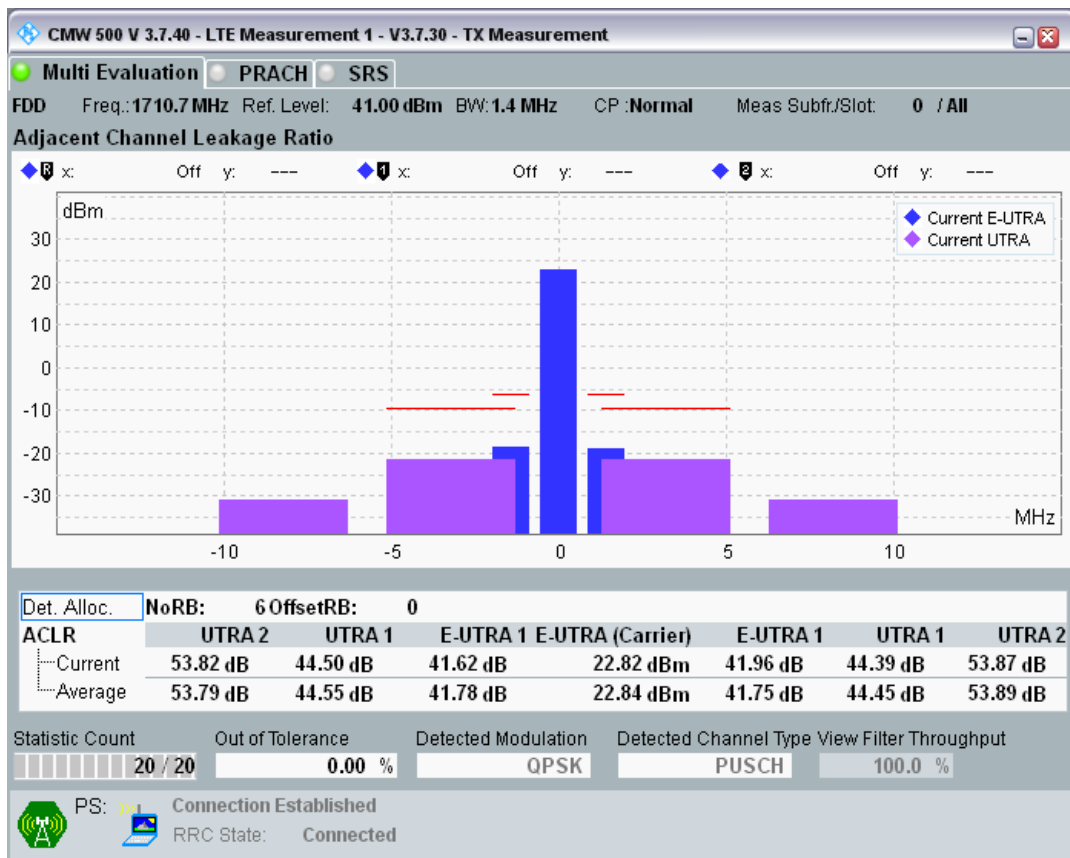 CMW 500 V 3.7.40 - LTE Measurement 1 - V3.7.30 - TX Measurement
Multi Evaluation PRACH SRS
FDD Freq.: 1710.7 MHz Ref. Level: 41.00 dBm BW: 1.4 MHz CP :Normal Meas Subfr./Slot: 0 / All
Adjacent Channel Leakage Ratio
R x: Off y: --- 1 x: Off y: --- 2 x: Off y: ---
dBm
Current E-UTRA
Current UTRA
30
20
10
0
-10
-20
-30
MHz
-10 -5 0 5 10
Det. Alloc. NoRB: 6 OffsetRB: 0
ACLR UTRA 2 UTRA 1 E-UTRA 1 E-UTRA (Carrier) E-UTRA 1 UTRA 1 UTRA 2
Current 53.82 dB 44.50 dB 41.62 dB 22.82 dBm 41.96 dB 44.39 dB 53.87 dB
Average 53.79 dB 44.55 dB 41.78 dB 22.84 dBm 41.75 dB 44.45 dB 53.89 dB
Statistic Count Out of Tolerance Detected Modulation Detected Channel Type View Filter Throughput
20 / 20 0.00 % QPSK PUSCH 100.0 %
PS: Connection Established
RRC State: Connected